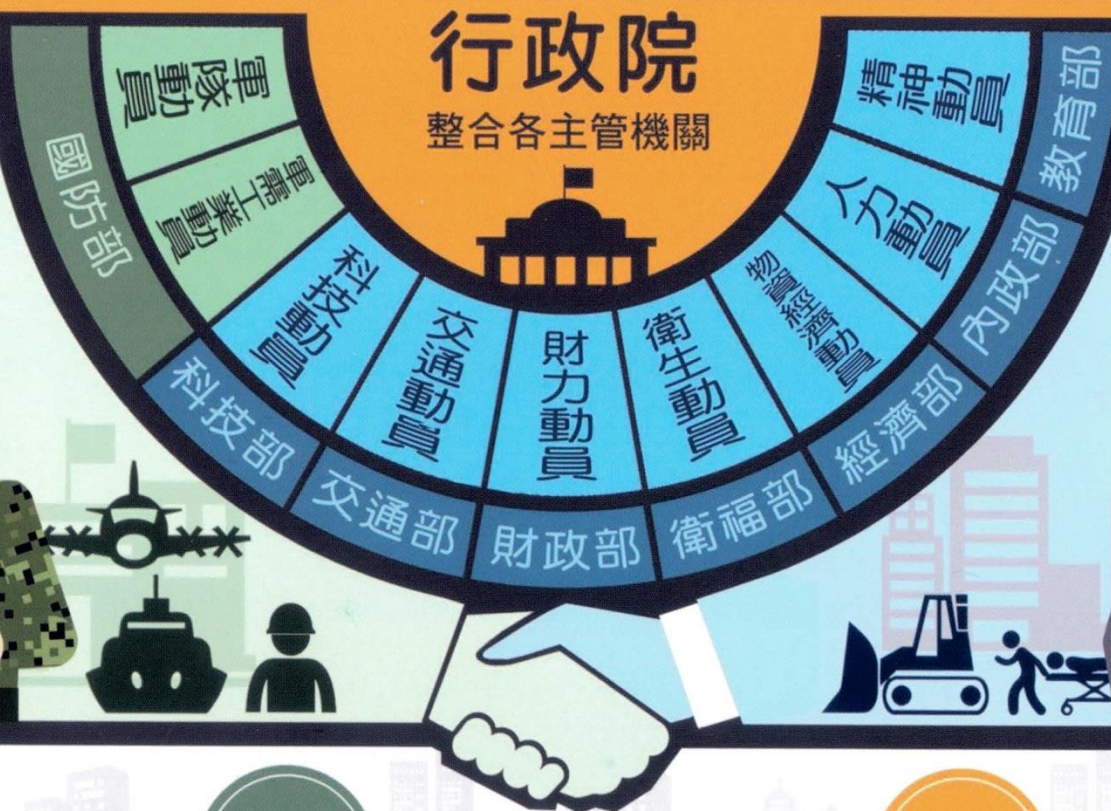 行政院
整合各主管機關
軍隊動員
軍需工業動員
科技動員
交通動員
財力動員
衛生動員
物資經濟動員
人力動員
精神動員
國防部
科技部
交通部
財政部
衛福部
經濟部
內政部
教育部